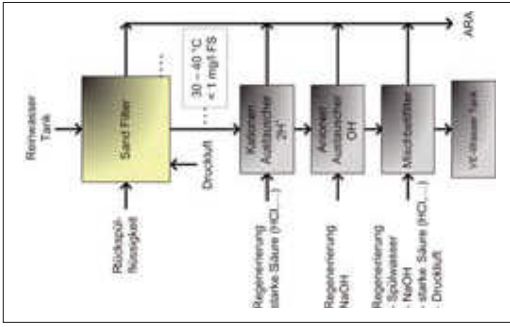 Reinwasser
Tank
Rückspül-
flüssigkeit
Sand Filter
Druckluft
30 – 40 °C
< 1 mg/l FS
Regenerierung
starke Säure (HCl,...)
Kationen
Austauscher
2H⁺
Regenerierung
NaOH
Anionen
Austauscher
OH
Regenerierung
- Spülwasser
- NaOH
- starke Säure (HCl,...)
- Druckluft
Mischbettfilter
VE-Wasser Tank
ARA